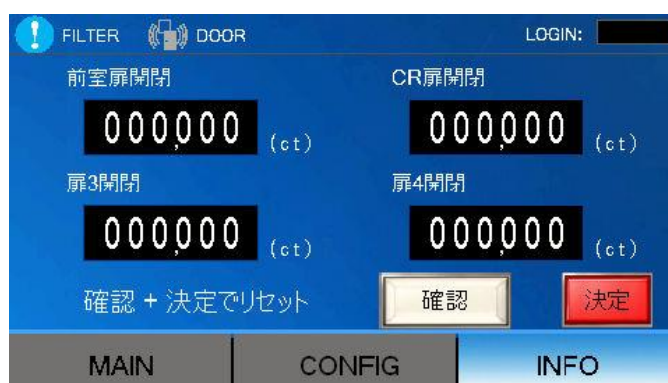 FILTER DOOR LOGIN:
前室扉開閉 CR扉開閉
000,000 (ct) 000,000 (ct)
扉3開閉 扉4開閉
000,000 (ct) 000,000 (ct)
確認 + 決定でリセット 確認 決定
MAIN CONFIG INFO